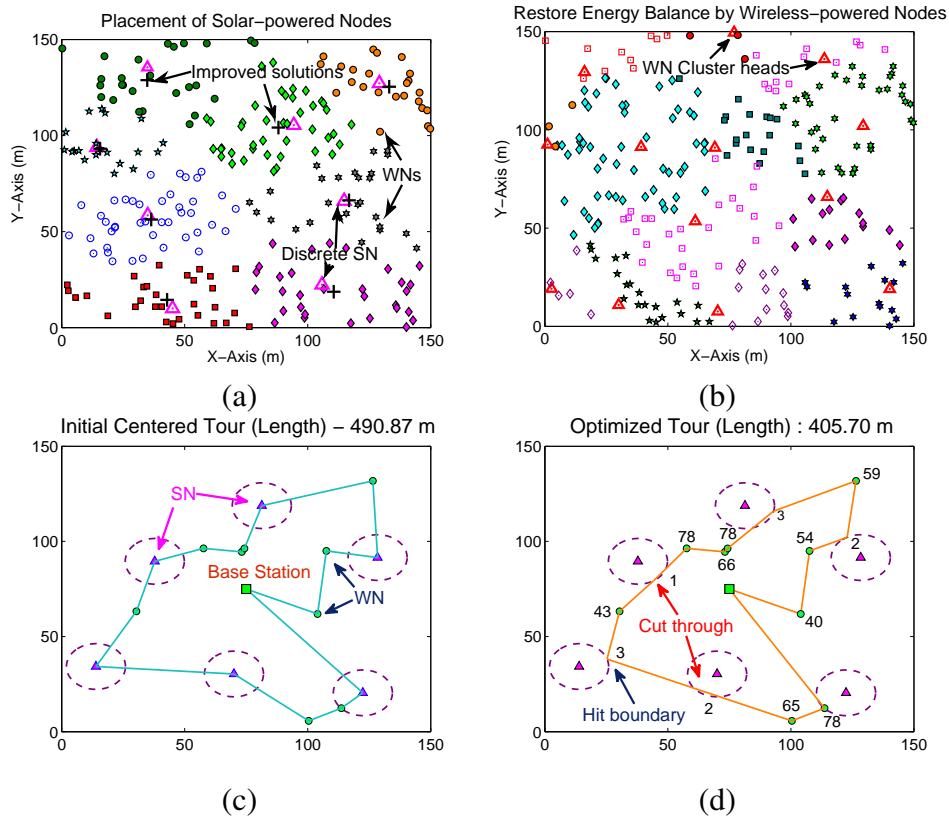 Placement of Solar–powered Nodes
Restore Energy Balance by Wireless–powered Nodes
150
100
50
0
Y–Axis (m)
Improved solutions
WNs
Discrete SN
0
50
100
150
X–Axis (m)
(a)
150
100
50
0
Y–Axis (m)
WN Cluster heads
0
50
100
150
X–Axis (m)
(b)
Initial Centered Tour (Length) – 490.87 m
150
100
50
0
SN
Base Station
WN
0
50
100
150
(c)
Optimized Tour (Length) : 405.70 m
150
100
50
0
59
3
78
66
54
2
1
43
40
Cut through
3
2
Hit boundary
65
78
0
50
100
150
(d)